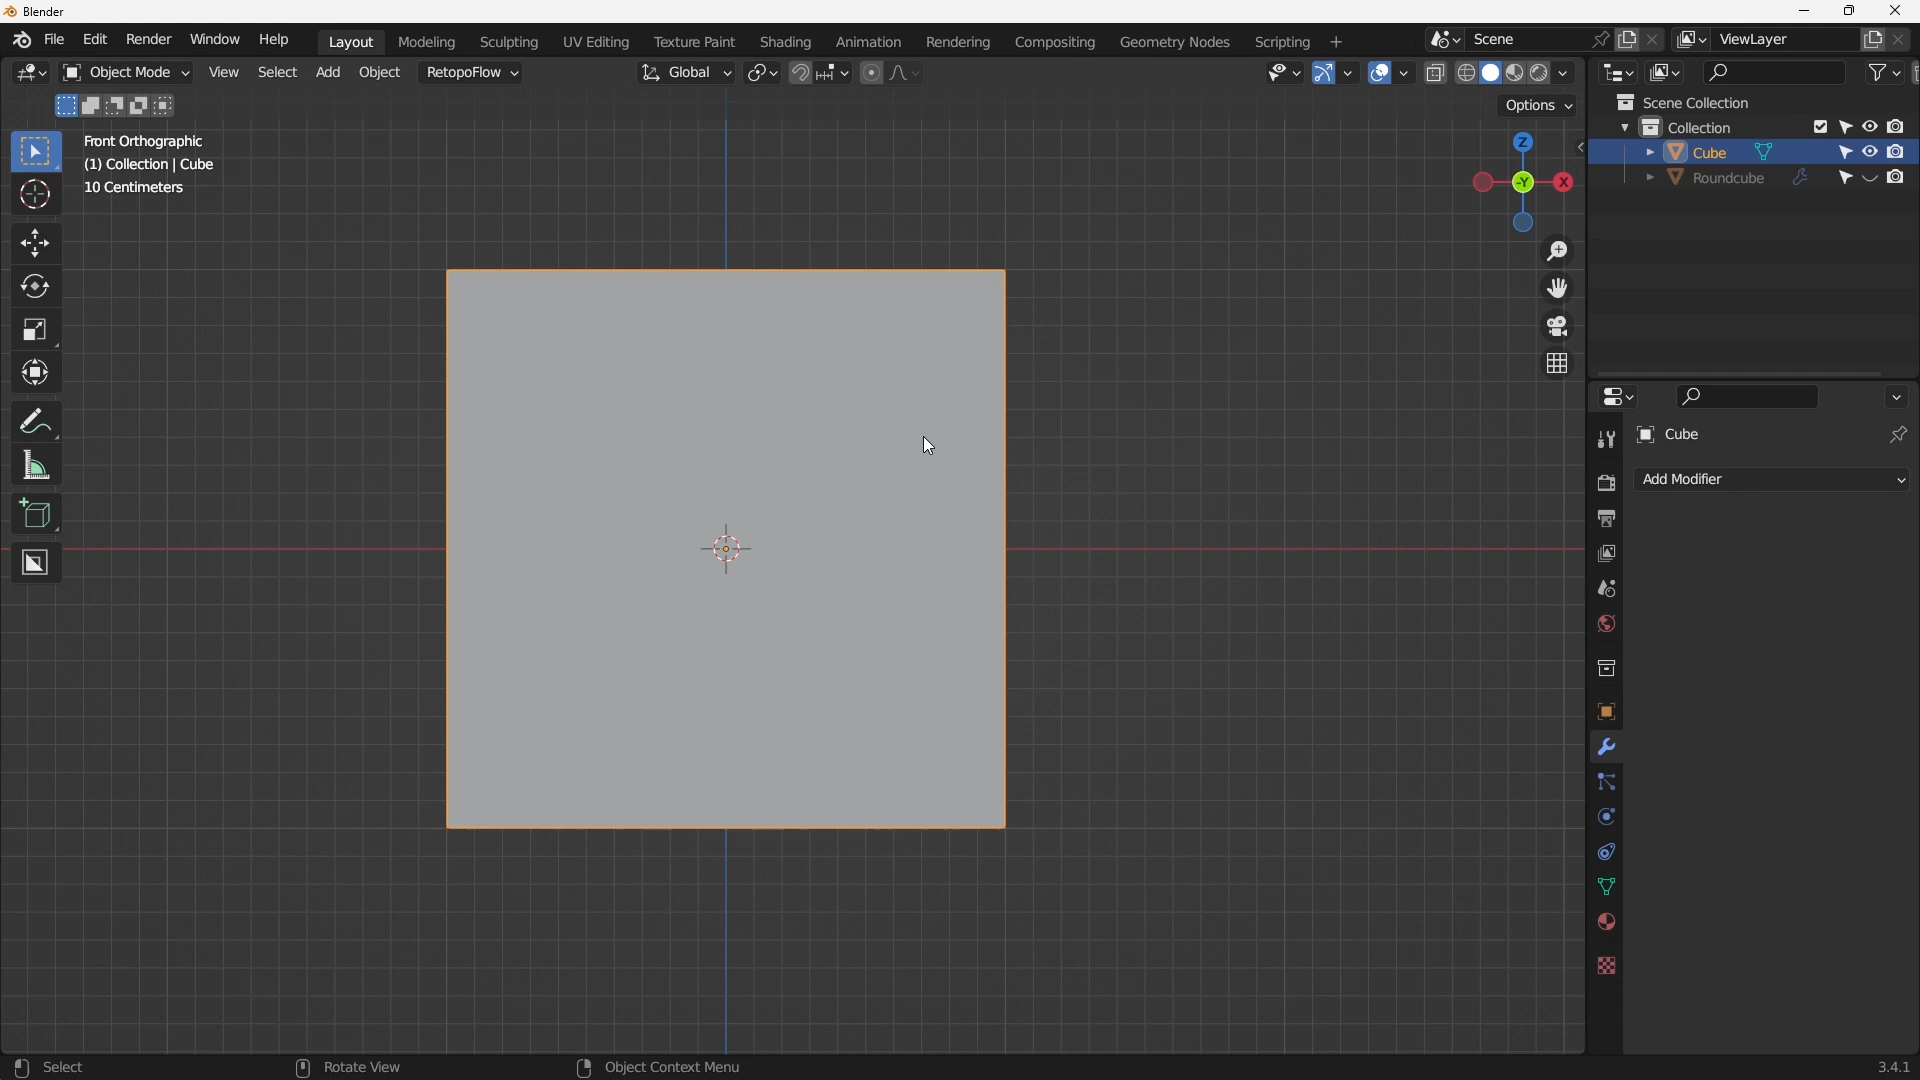 Blender
File Edit Render Window Help Layout Modeling Sculpting UV Editing Texture Paint Shading Animation Rendering Compositing Geometry Nodes Scripting + Scene ViewLayer
Object Mode View Select Add Object RetopoFlow Global
Options
Front Orthographic
(1) Collection | Cube
10 Centimeters
Z
-Y
X
Scene Collection
Collection
Cube
Roundcube
Cube
Add Modifier
Select Rotate View Object Context Menu 3.4.1